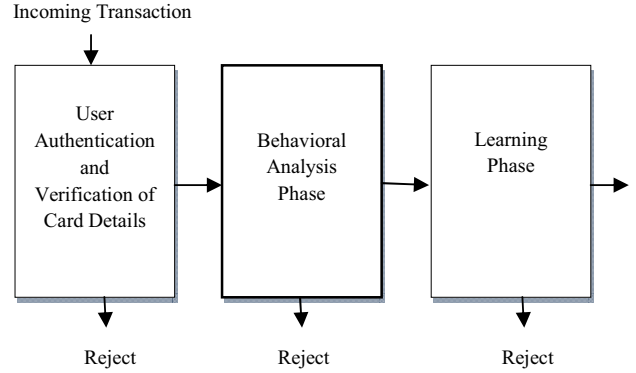 Incoming Transaction
User
Authentication
and
Verification of
Card Details
Behavioral
Analysis
Phase
Learning
Phase
Reject
Reject
Reject